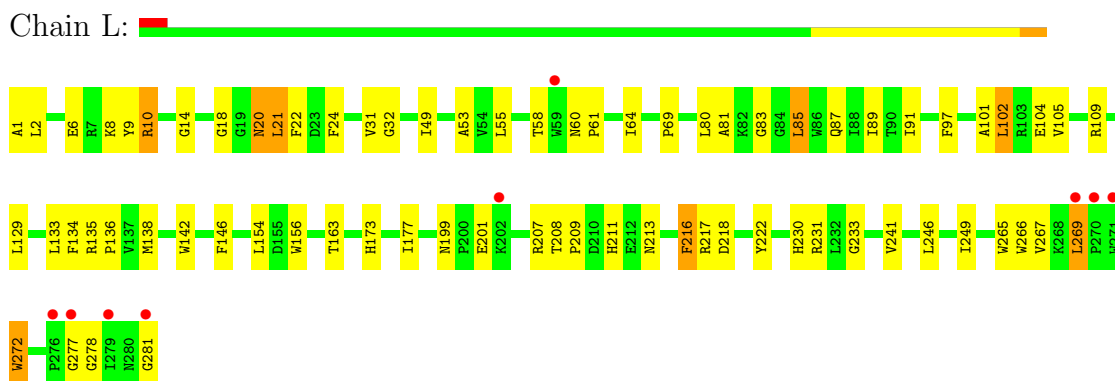 Chain L:
A1 L2 E6 R7 K8 Y9 R10 G14 G18 G19 N20 L21 F22 D23 F24 V31 G32 I49 A53 V54 L55 T58 W59 N60 P61 I64 P69 L80 A81 K82 G83 G84 L85 W86 Q87 I88 I89 T90 I91 F97 A101 L102 R103 E104 V105 R109
L129 L133 F134 R135 P136 V137 M138 W142 F146 L154 D155 W156 T163 H173 I177 N199 P200 E201 K202 R207 T208 P209 D210 H211 E212 N213 F216 R217 D218 Y222 H230 R231 L232 G233 V241 L246 I249 W265 W266 V267 K268 L269 P270
W272 P276 G277 G278 I279 N280 G281